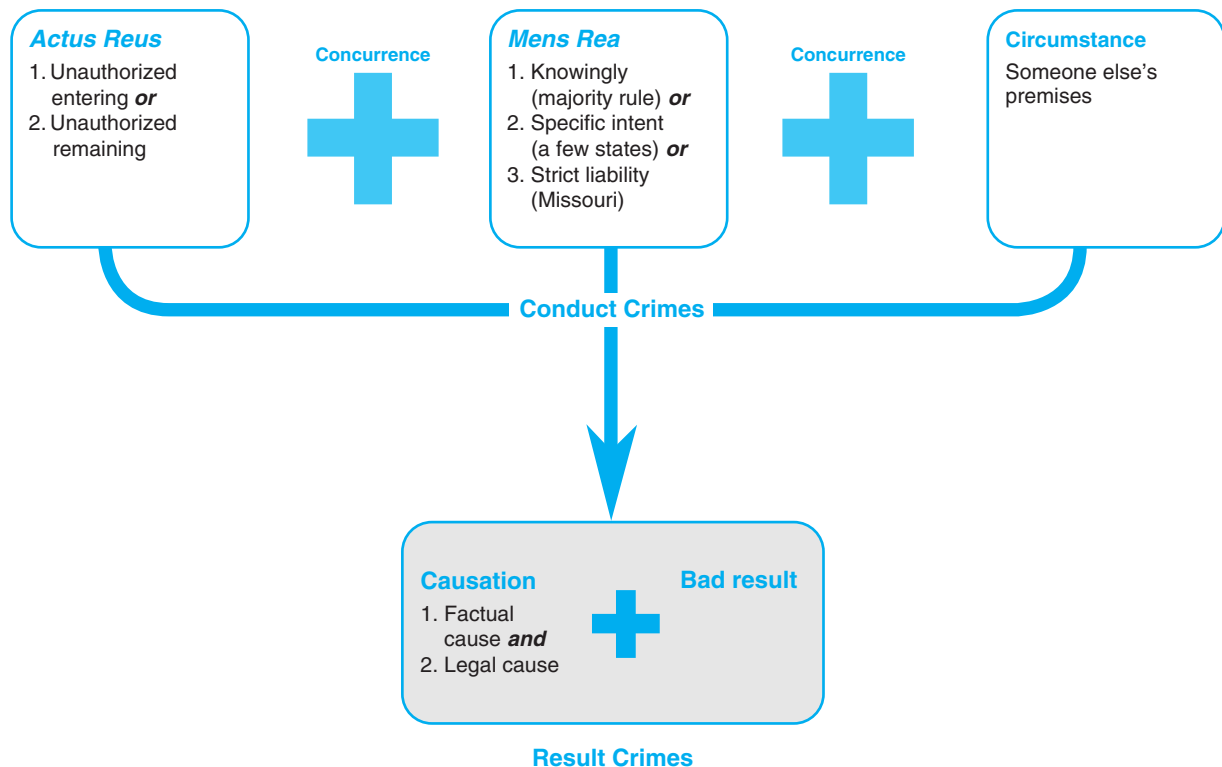 Actus Reus
1. Unauthorized
entering or
2. Unauthorized
remaining
Concurrence
Mens Rea
1. Knowingly
(majority rule) or
2. Specific intent
(a few states) or
3. Strict liability
(Missouri)
Concurrence
Circumstance
Someone else's
premises
Conduct Crimes
Causation
1. Factual
cause and
2. Legal cause
Bad result
Result Crimes